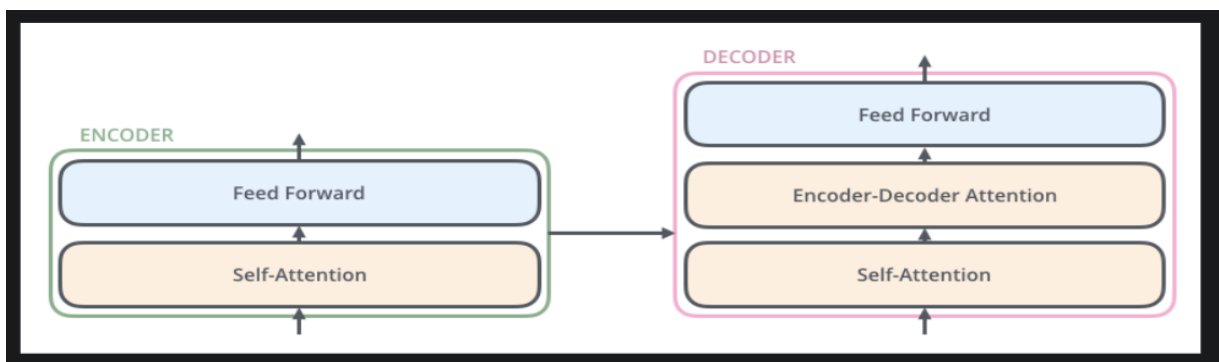 ENCODER
Feed Forward
Self-Attention
DECODER
Feed Forward
Encoder-Decoder Attention
Self-Attention